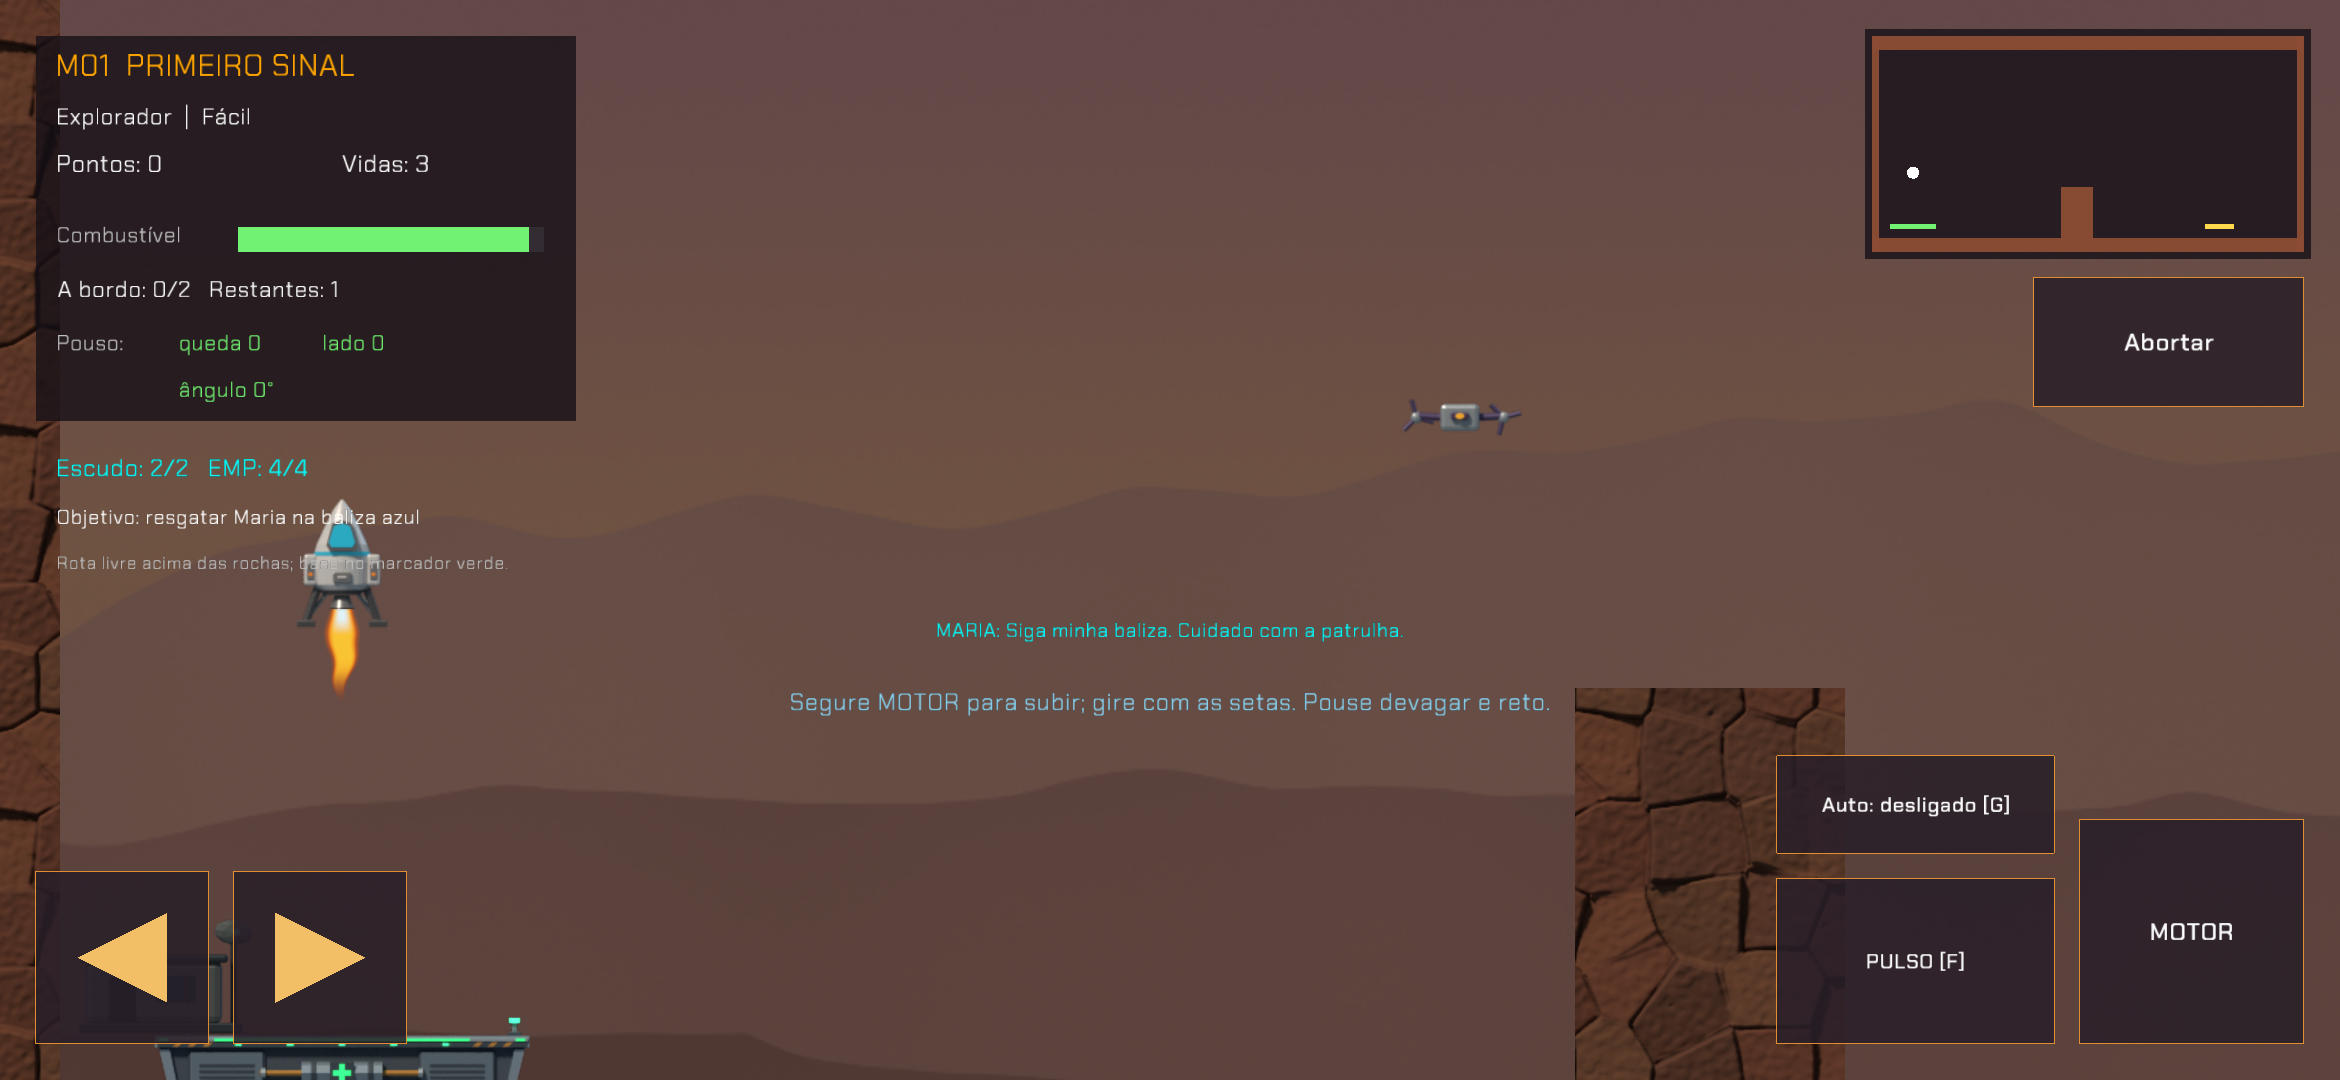 M01 PRIMEIRO SINAL
Explorador | Fácil
Pontos: 0 Vidas: 3
Combustível
A bordo: 0/2 Restantes: 1
Pouso: queda 0 lado 0
ângulo 0°
Escudo: 2/2 EMP: 4/4
Objetivo: resgatar Maria na baliza azul
Rota livre acima das rochas; base no marcador verde.
Abortar
MARIA: Siga minha baliza. Cuidado com a patrulha.
Segure MOTOR para subir; gire com as setas. Pouse devagar e reto.
Auto: desligado [G]
PULSO [F]
MOTOR